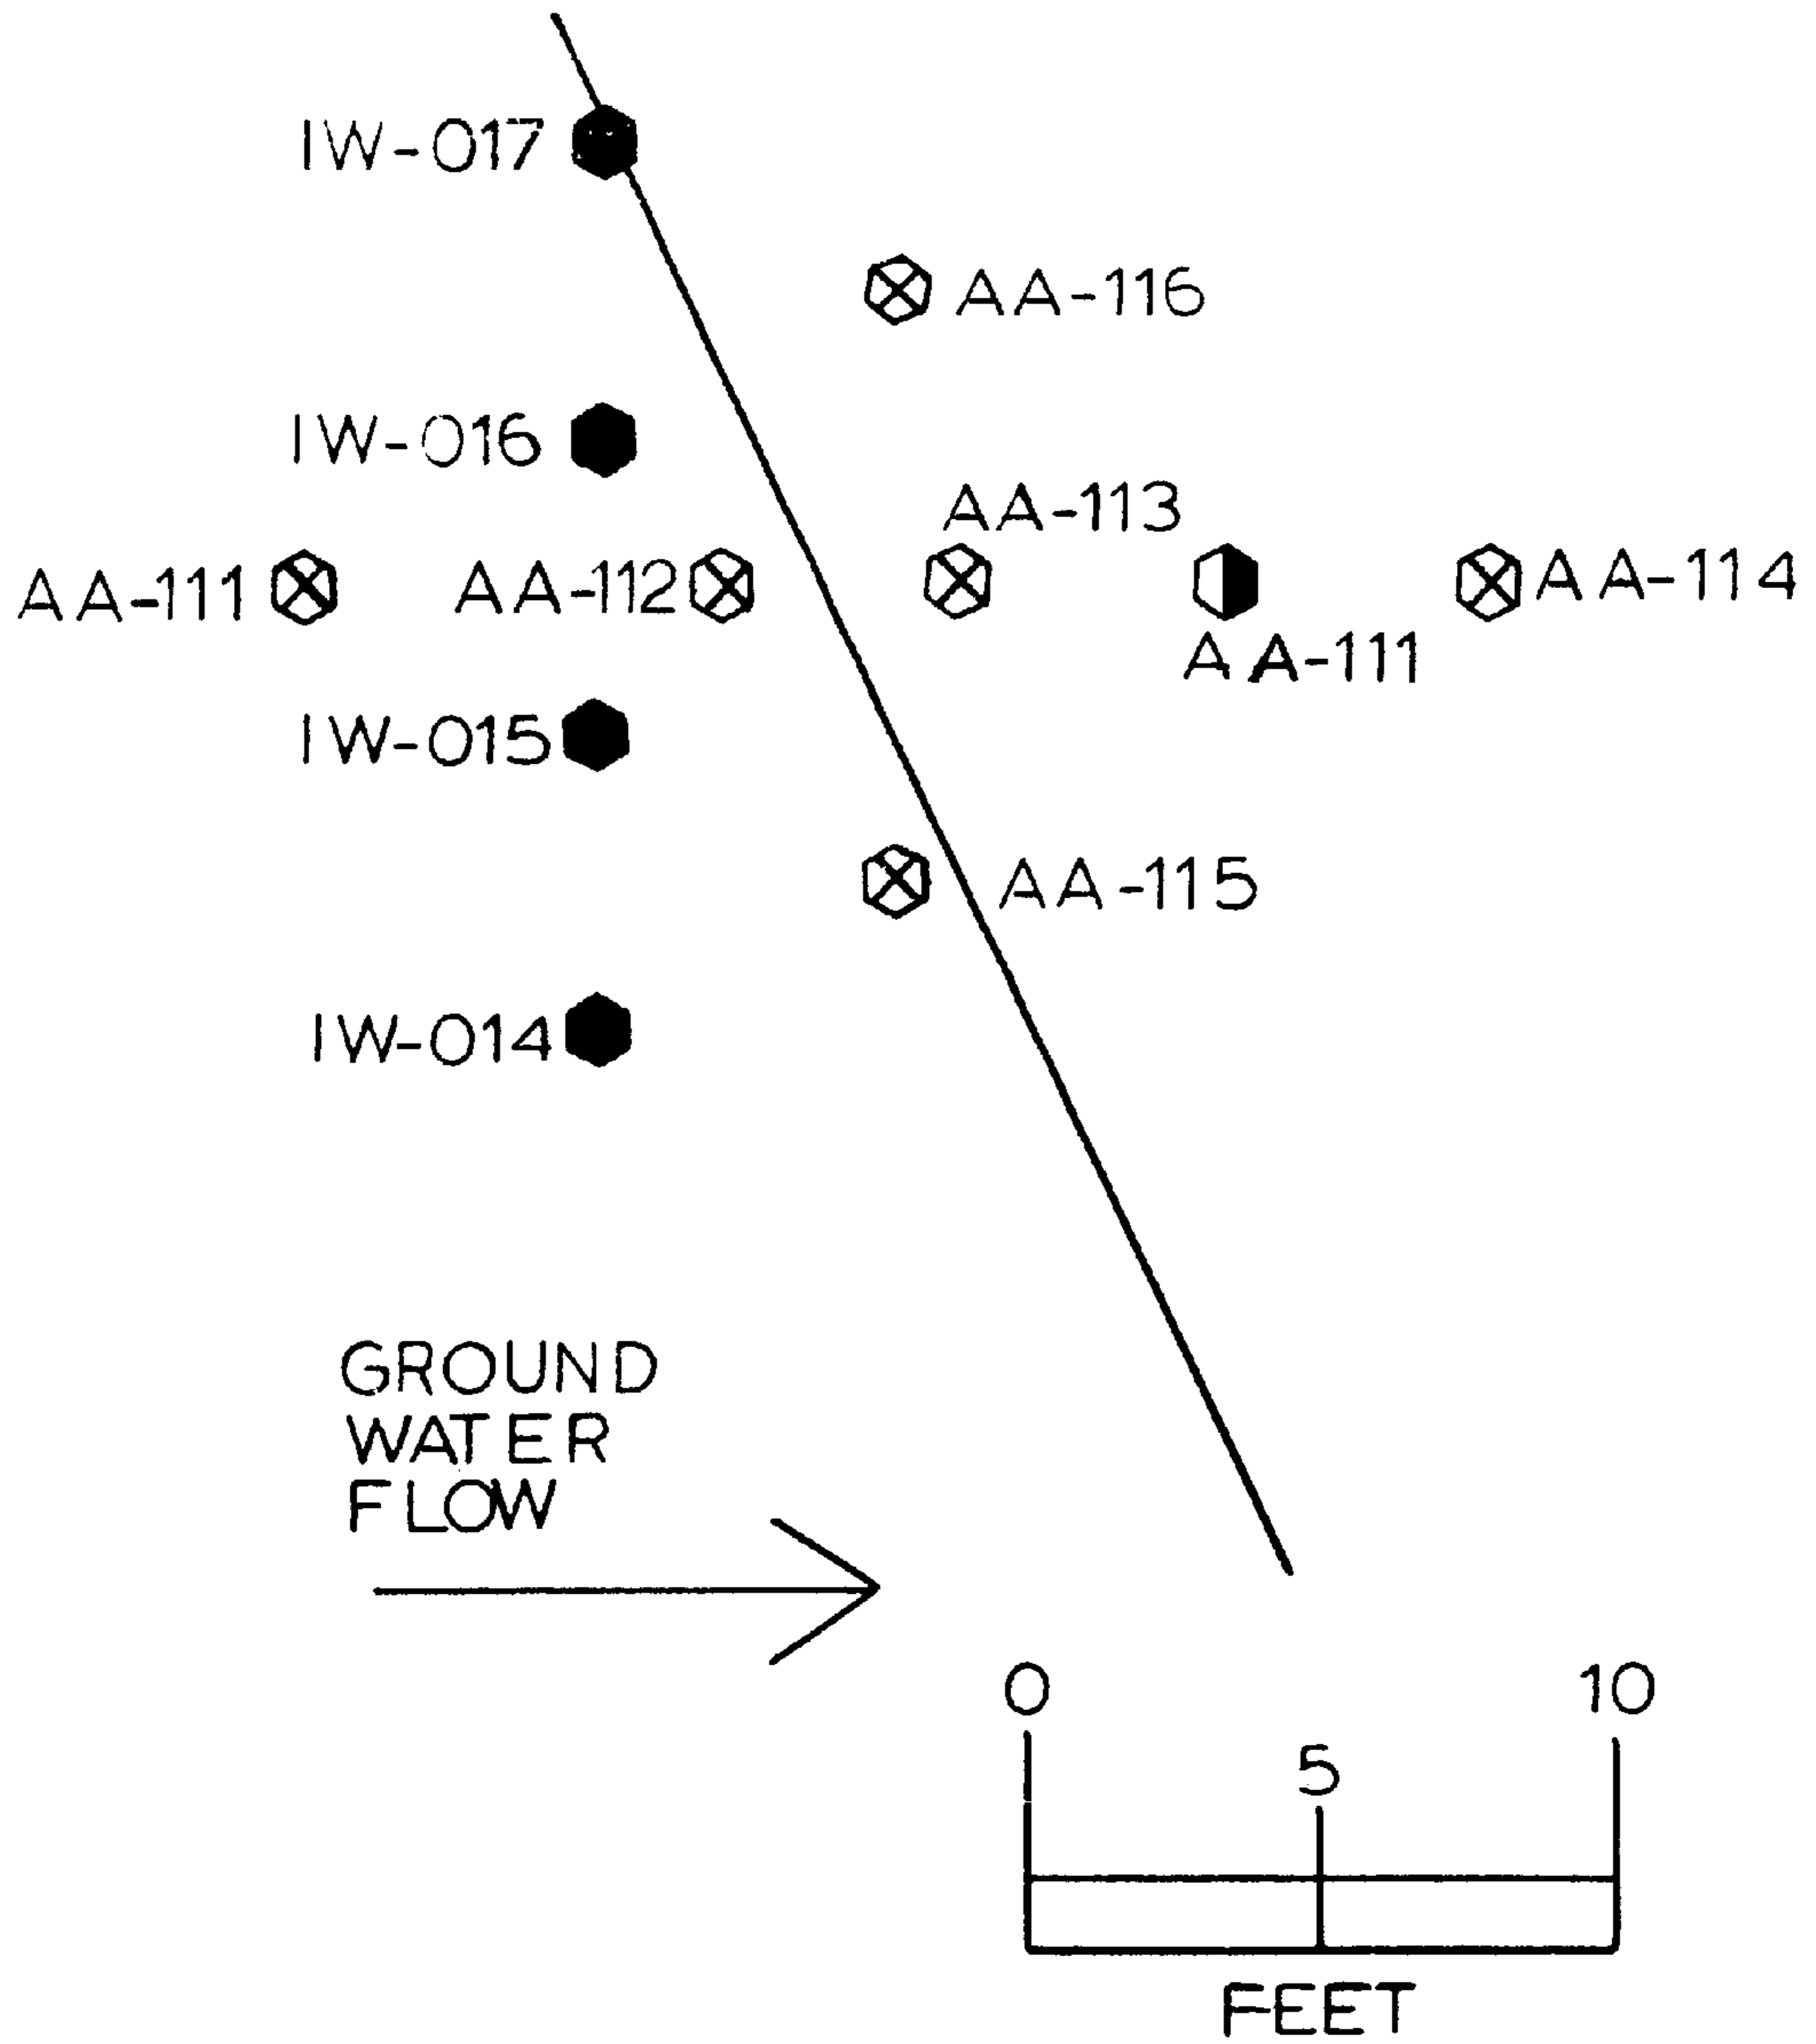 IW-017
AA-116
IW-016
AA-113
AA-111
AA-112
AA-114
AA-111
IW-015
AA-115
IW-014
GROUND
WATER
FLOW
0
10
5
FEET